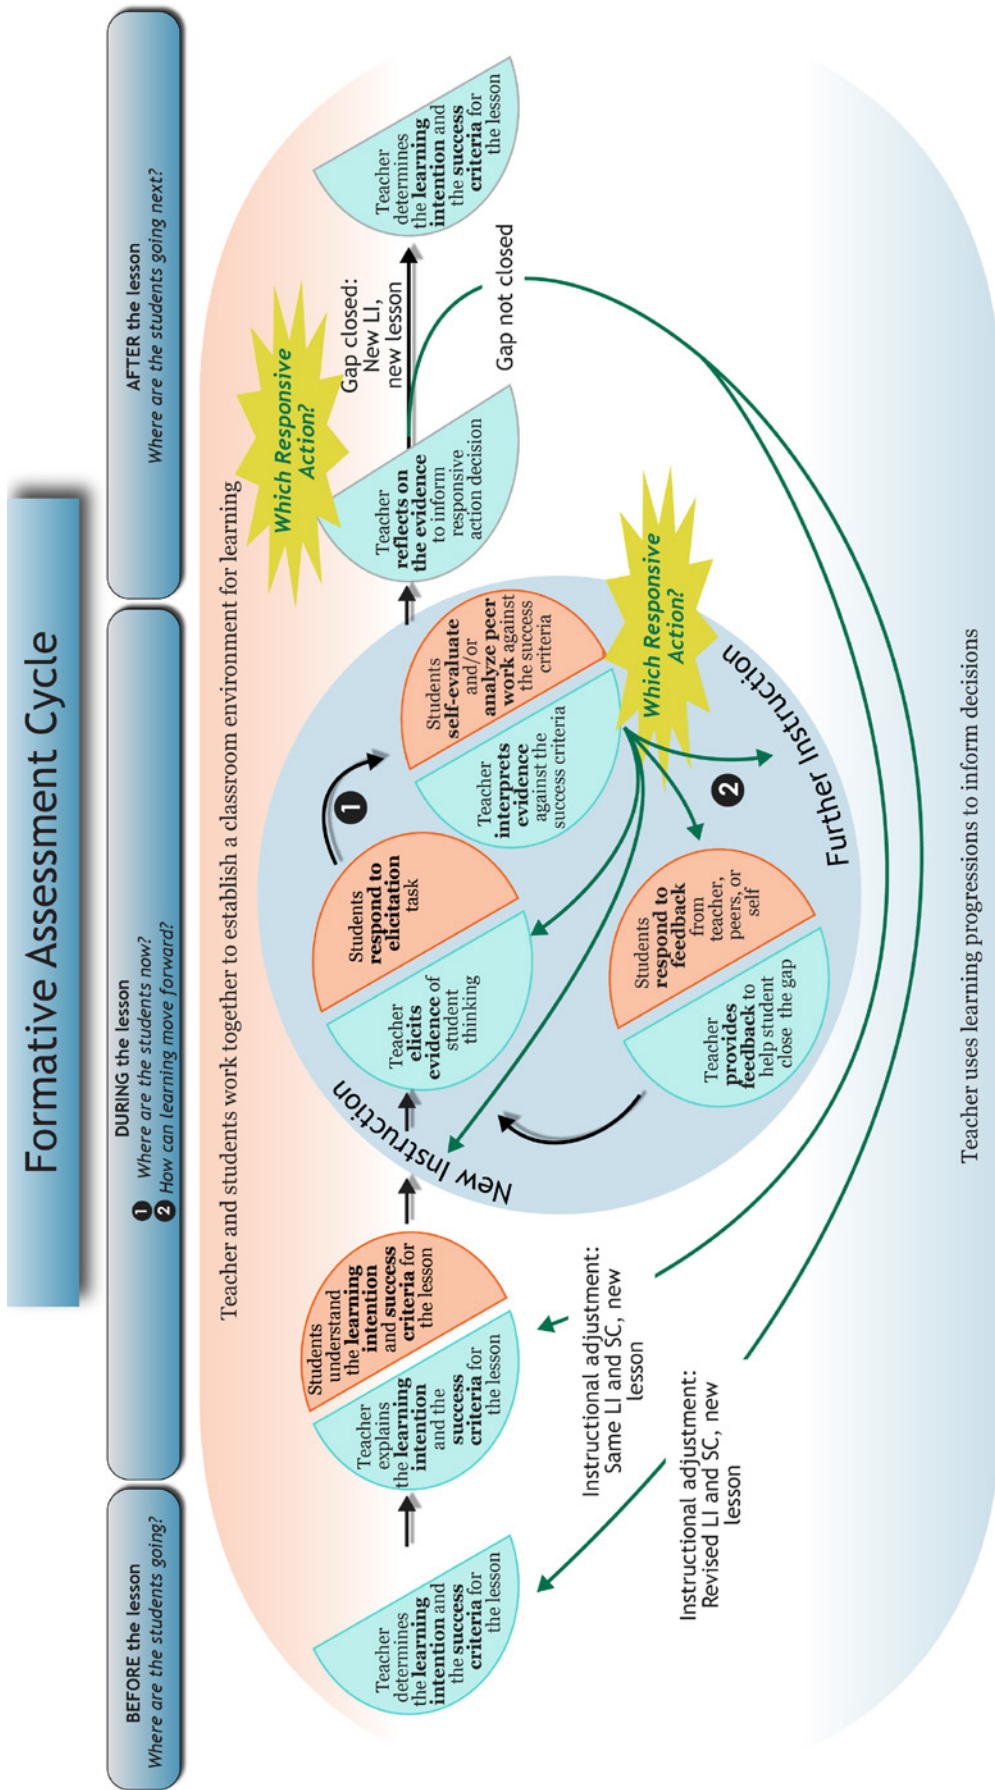 Formative Assessment Cycle
BEFORE the lesson
Where are the students going?
DURING the lesson
1 Where are the students now?
2 How can learning move forward?
AFTER the lesson
Where are the students going next?
Teacher and students work together to establish a classroom environment for learning
Teacher
determines
the learning
intention and
the success
criteria for
the lesson
Teacher
explains
the learning
intention
and the
success
criteria for
the lesson
Students
understand
the learning
intention
and success
criteria for
the lesson
New Instruction
Teacher
elicits
evidence of
student
thinking
Students
respond to
elicitation
task
1
Teacher
interprets
evidence
against the
success criteria
Students
self-evaluate
and/or
analyze peer
work against
the success
criteria
Which Responsive
Action?
2
Teacher
provides
feedback to
help student
close the gap
Students
respond to
feedback
from
teacher,
peers, or
self
Further Instruction
Teacher
reflects on
the evidence
to inform
responsive
action decision
Which Responsive
Action?
Gap closed:
New LI,
new lesson
Gap not closed
Teacher
determines
the learning
intention and
the success
criteria for
the lesson
Instructional adjustment:
Same LI and SC, new
lesson
Instructional adjustment:
Revised LI and SC, new
lesson
Teacher uses learning progressions to inform decisions